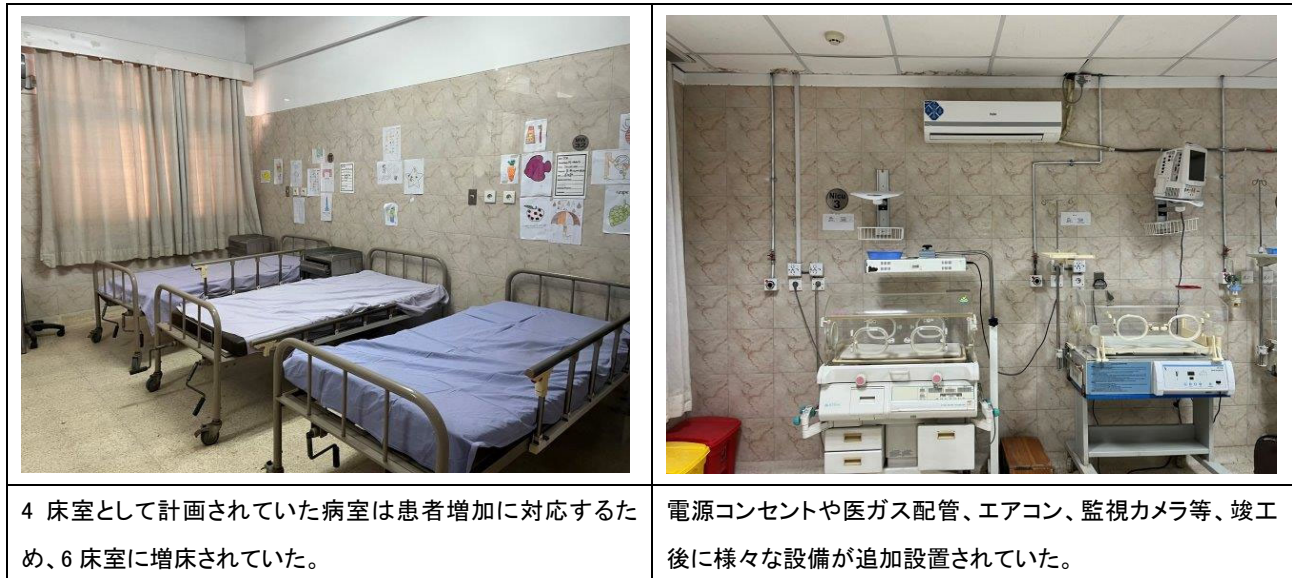 Nicu
3
4 床室として計画されていた病室は患者増加に対応するた
め、6 床室に増床されていた。
電源コンセントや医ガス配管、エアコン、監視カメラ等、竣工
後に様々な設備が追加設置されていた。